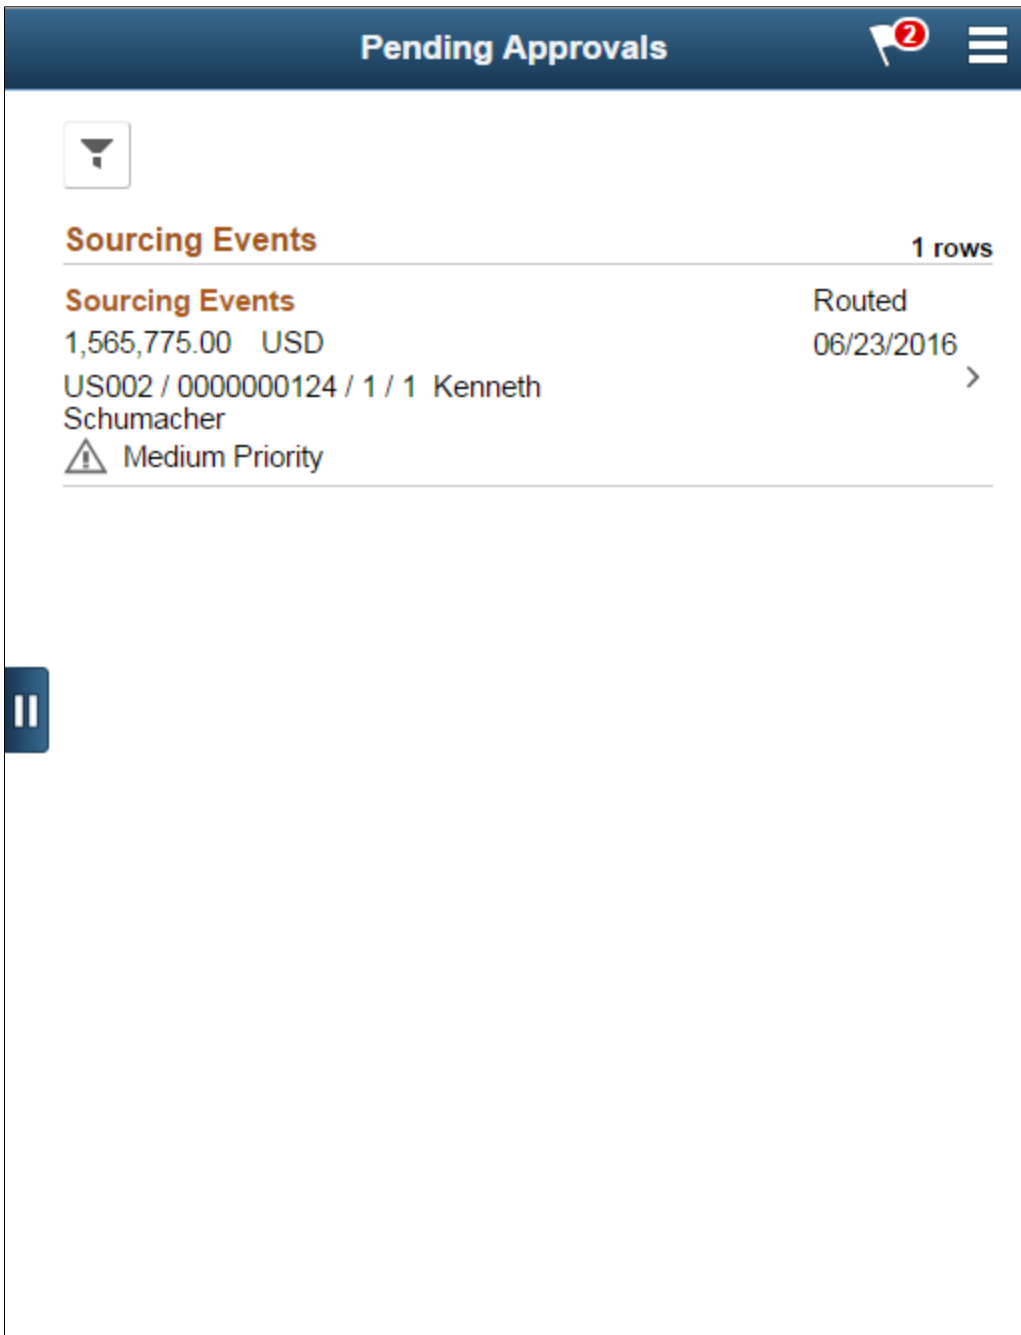 Pending Approvals
2
Sourcing Events
1 rows
Sourcing Events
Routed
1,565,775.00 USD
06/23/2016
US002 / 0000000124 / 1 / 1 Kenneth
Schumacher
Medium Priority